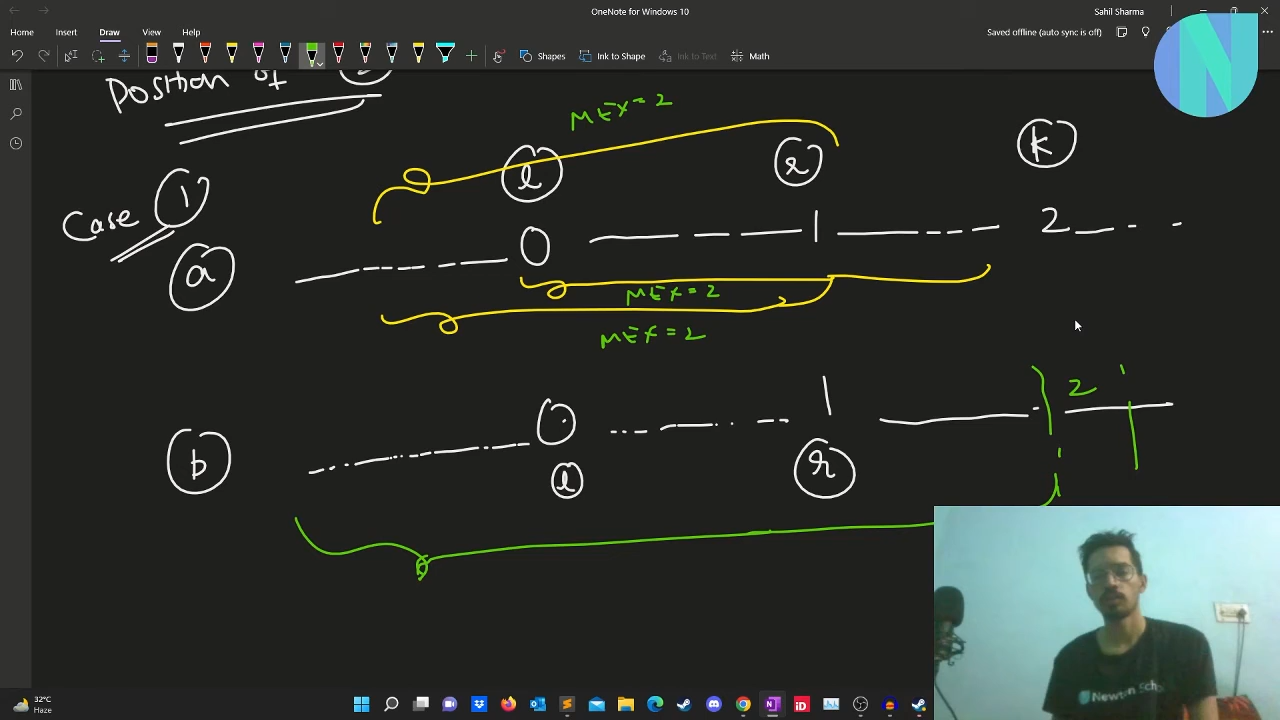 OneNote for Windows 10
Sahil Sharma
Home Insert Draw View Help
Saved offline (auto sync is off)
Shapes Ink to Shape Ink to Text Math
Position of
MEX = 2
l r k
Case 1
a 0 1 2
MEX = 2
MEX = 2
2
0 1
b l r
Newton Scho
32°C
Haze